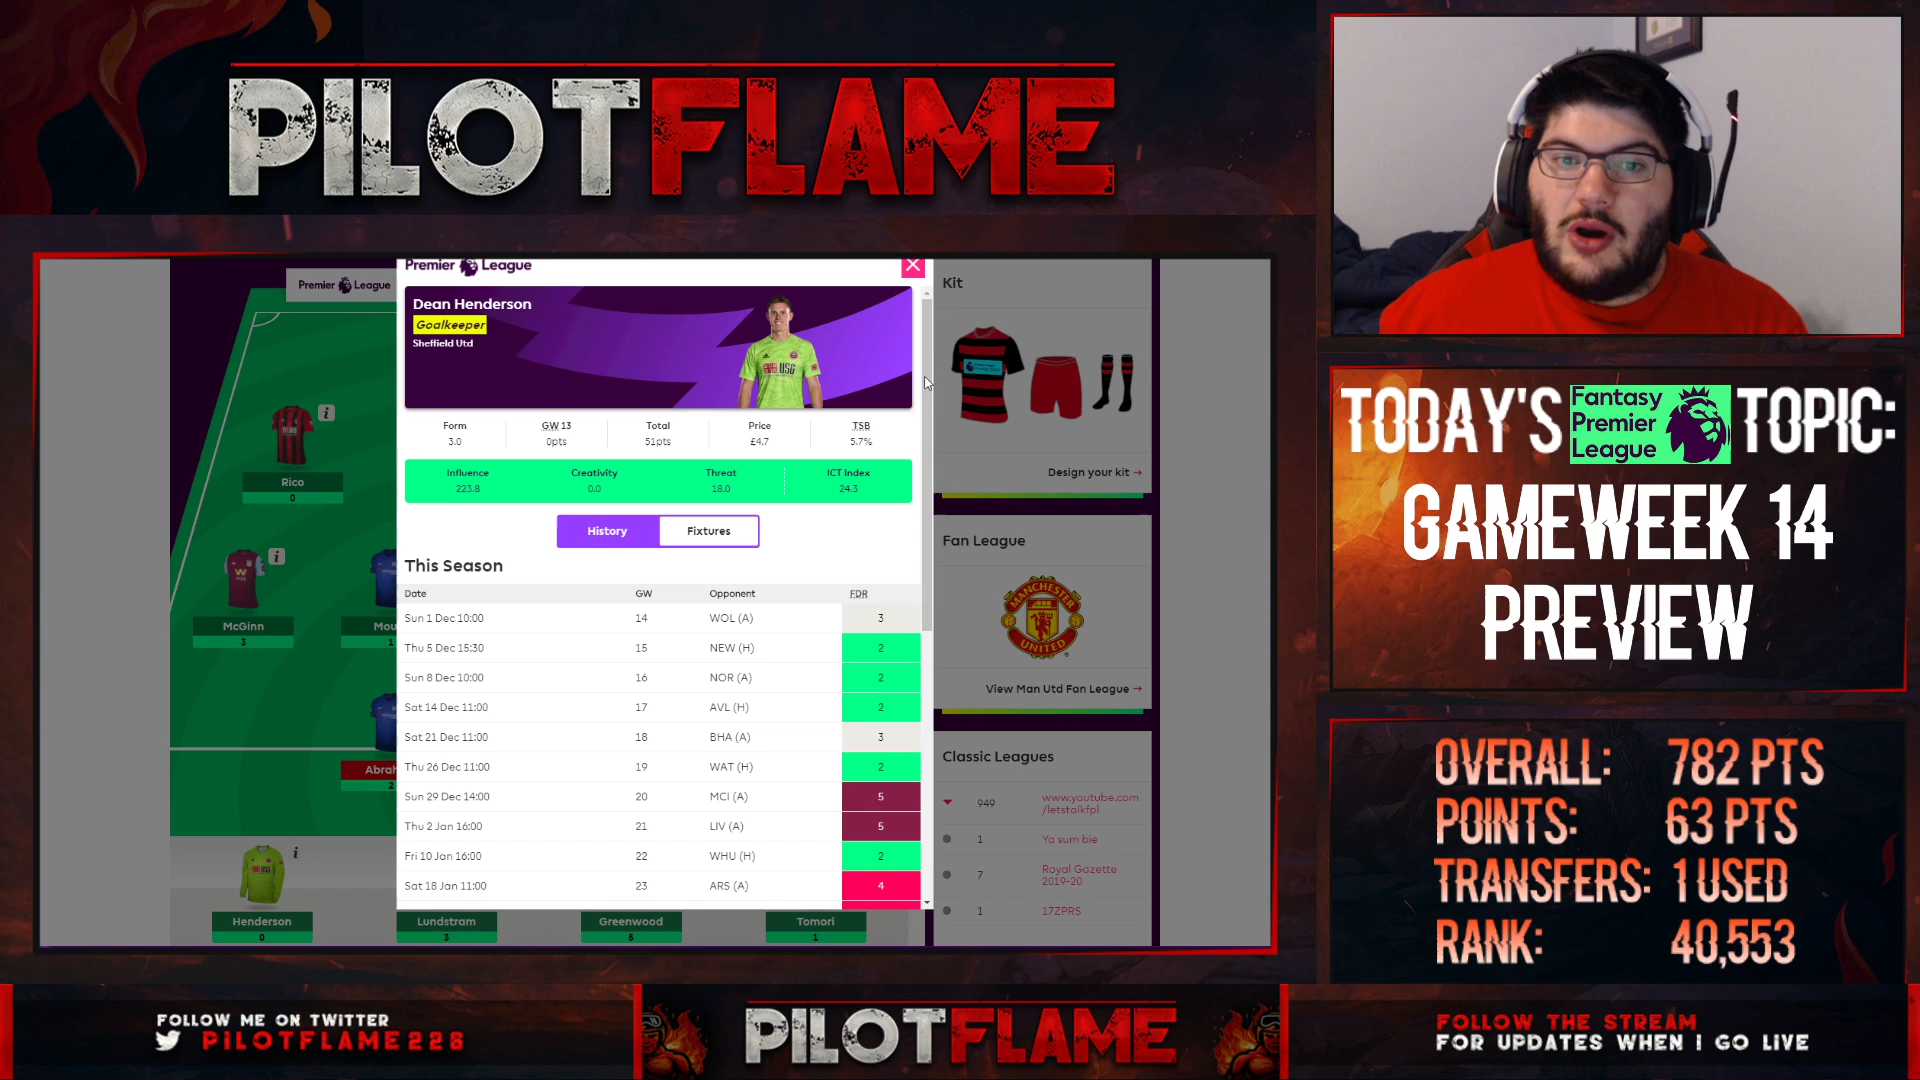 PILOTFLAME
Premier League
Rico
0
McGinn
3
Mou
1
Abrah
2
Premier League
Dean Henderson
Goalkeeper
Sheffield Utd
Form GW 13 Total Price TSB
3.0 0pts 51pts £4.7 5.7%
Influence Creativity Threat ICT Index
223.8 0.0 18.0 24.3
History Fixtures
This Season
Date GW Opponent FDR
Sun 1 Dec 10:00 14 WOL (A) 3
Thu 5 Dec 15:30 15 NEW (H) 2
Sun 8 Dec 10:00 16 NOR (A) 2
Sat 14 Dec 11:00 17 AVL (H) 2
Sat 21 Dec 11:00 18 BHA (A) 3
Thu 26 Dec 11:00 19 WAT (H) 2
Sun 29 Dec 14:00 20 MCI (A) 5
Thu 2 Jan 16:00 21 LIV (A) 5
Fri 10 Jan 16:00 22 WHU (H) 2
Sat 18 Jan 11:00 23 ARS (A) 4
Henderson Lundstram Greenwood Tomori
0 3 5 1
Kit
Design your kit →
Fan League
MANCHESTER
UNITED
View Man Utd Fan League →
Classic Leagues
949 www.youtube.com
/letstalkfpl
1 Ya sum bie
7 Royal Gazette
2019-20
1 17ZPRS
TODAY'S Fantasy Premier League TOPIC:
GAMEWEEK 14
PREVIEW
OVERALL: 782 PTS
POINTS: 63 PTS
TRANSFERS: 1 USED
RANK: 40,553
FOLLOW ME ON TWITTER
PILOTFLAME226
PILOTFLAME
FOLLOW THE STREAM
FOR UPDATES WHEN I GO LIVE